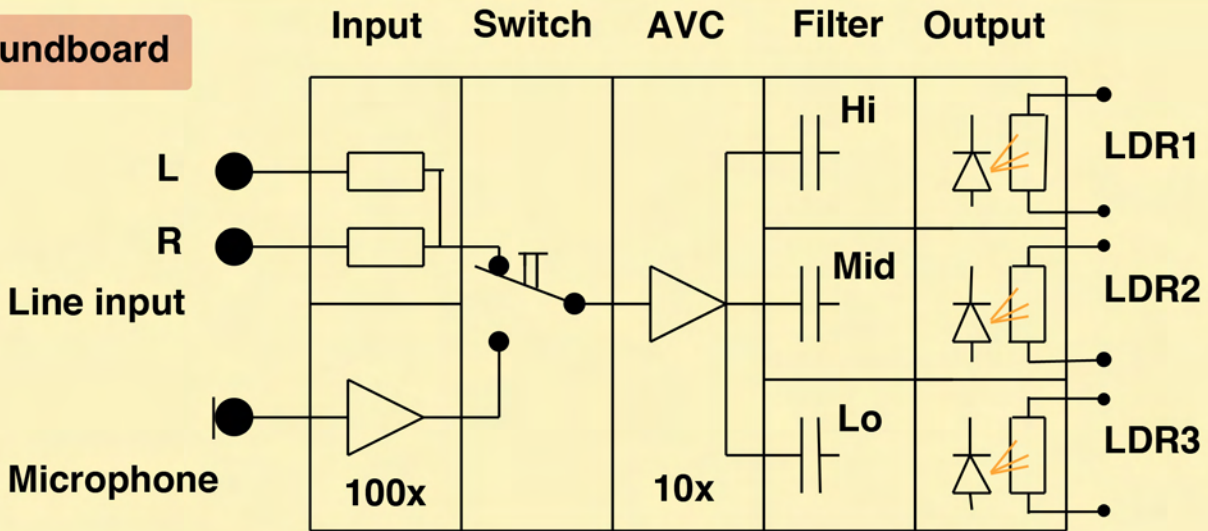 Input Switch AVC Filter Output
undboard
Hi
L
LDR1
R
Mid
Line input
LDR2
Lo
LDR3
Microphone
100x
10x